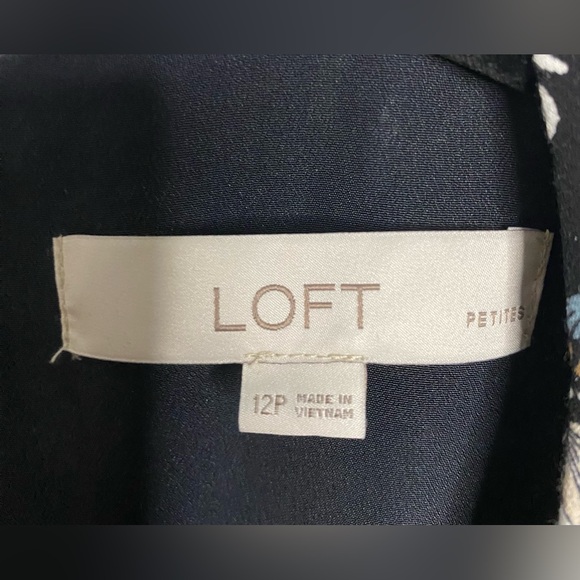 LOFT
PETITES
12P
MADE IN
VIETNAM